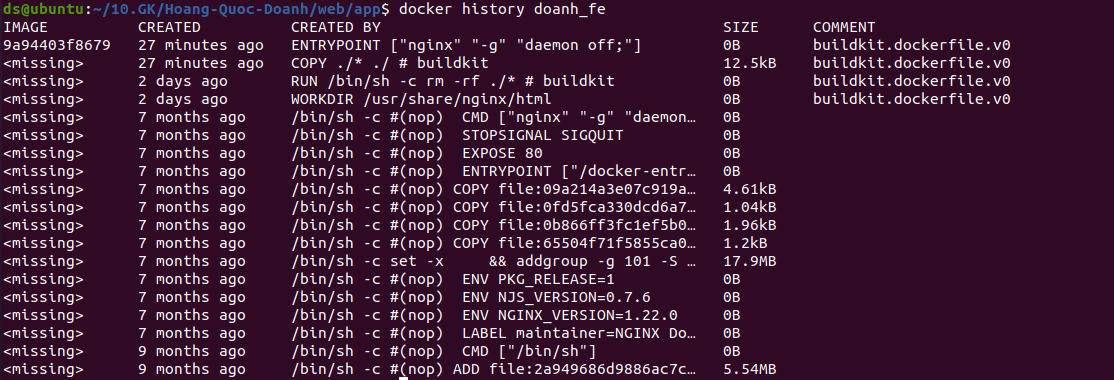 ds@ubuntu:~/10.GK/Hoang-Quoc-Doanh/web/app$ docker history doanh_fe
IMAGE CREATED CREATED BY SIZE COMMENT
9a94403f8679 27 minutes ago ENTRYPOINT ["nginx" "-g" "daemon off;"] 0B buildkit.dockerfile.v0
<missing> 27 minutes ago COPY ./* ./ # buildkit 12.5kB buildkit.dockerfile.v0
<missing> 2 days ago RUN /bin/sh -c rm -rf ./* # buildkit 0B buildkit.dockerfile.v0
<missing> 2 days ago WORKDIR /usr/share/nginx/html 0B buildkit.dockerfile.v0
<missing> 7 months ago /bin/sh -c #(nop) CMD ["nginx" "-g" "daemon… 0B
<missing> 7 months ago /bin/sh -c #(nop) STOPSIGNAL SIGQUIT 0B
<missing> 7 months ago /bin/sh -c #(nop) EXPOSE 80 0B
<missing> 7 months ago /bin/sh -c #(nop) ENTRYPOINT ["/docker-entr… 0B
<missing> 7 months ago /bin/sh -c #(nop) COPY file:09a214a3e07c919a… 4.61kB
<missing> 7 months ago /bin/sh -c #(nop) COPY file:0fd5fca330dcd6a7… 1.04kB
<missing> 7 months ago /bin/sh -c #(nop) COPY file:0b866ff3fc1ef5b0… 1.96kB
<missing> 7 months ago /bin/sh -c #(nop) COPY file:65504f71f5855ca0… 1.2kB
<missing> 7 months ago /bin/sh -c set -x && addgroup -g 101 -S … 17.9MB
<missing> 7 months ago /bin/sh -c #(nop) ENV PKG_RELEASE=1 0B
<missing> 7 months ago /bin/sh -c #(nop) ENV NJS_VERSION=0.7.6 0B
<missing> 7 months ago /bin/sh -c #(nop) ENV NGINX_VERSION=1.22.0 0B
<missing> 7 months ago /bin/sh -c #(nop) LABEL maintainer=NGINX Do… 0B
<missing> 9 months ago /bin/sh -c #(nop) CMD ["/bin/sh"] 0B
<missing> 9 months ago /bin/sh -c #(nop) ADD file:2a949686d9886ac7c… 5.54MB